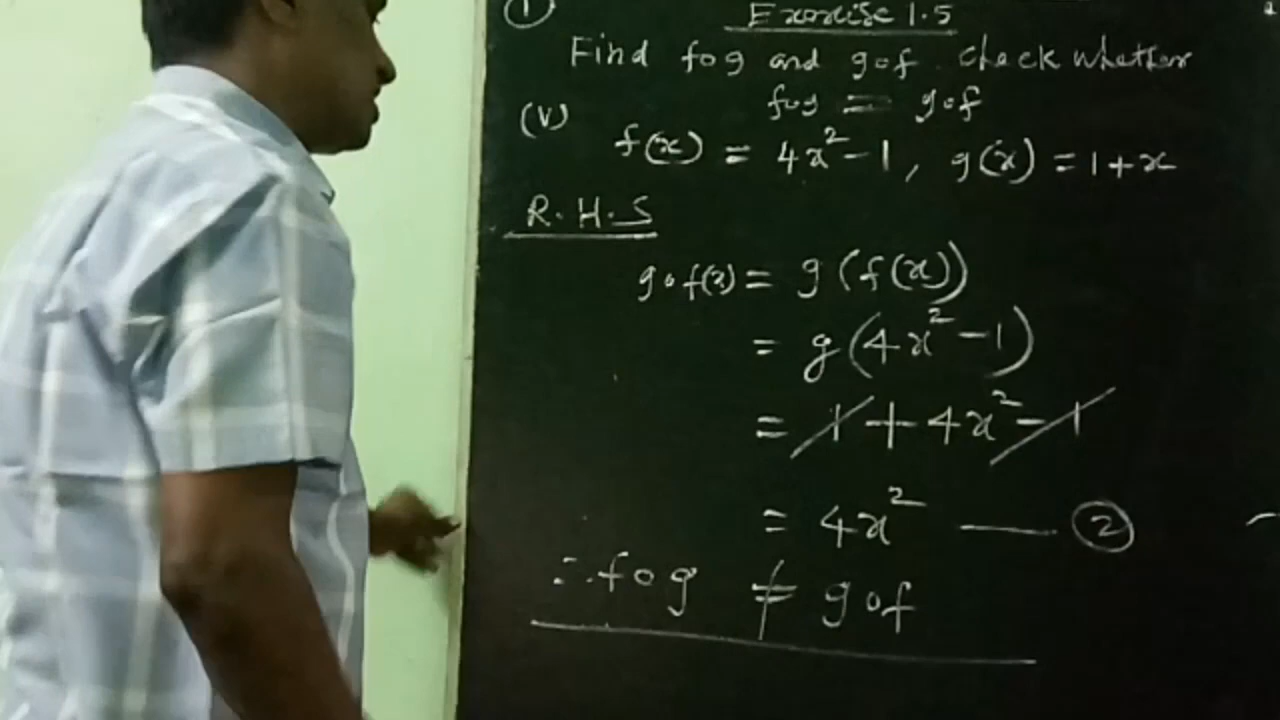 ① Exercise 1.5
Find fog and gof. check whether
fog = gof
(V) f(x) = 4x² - 1, g(x) = 1 + x
R.H.S
gof(x) = g(f(x))
= g(4x² - 1)
= 1 + 4x² - 1
= 4x² —— ②
∴ fog ≠ gof